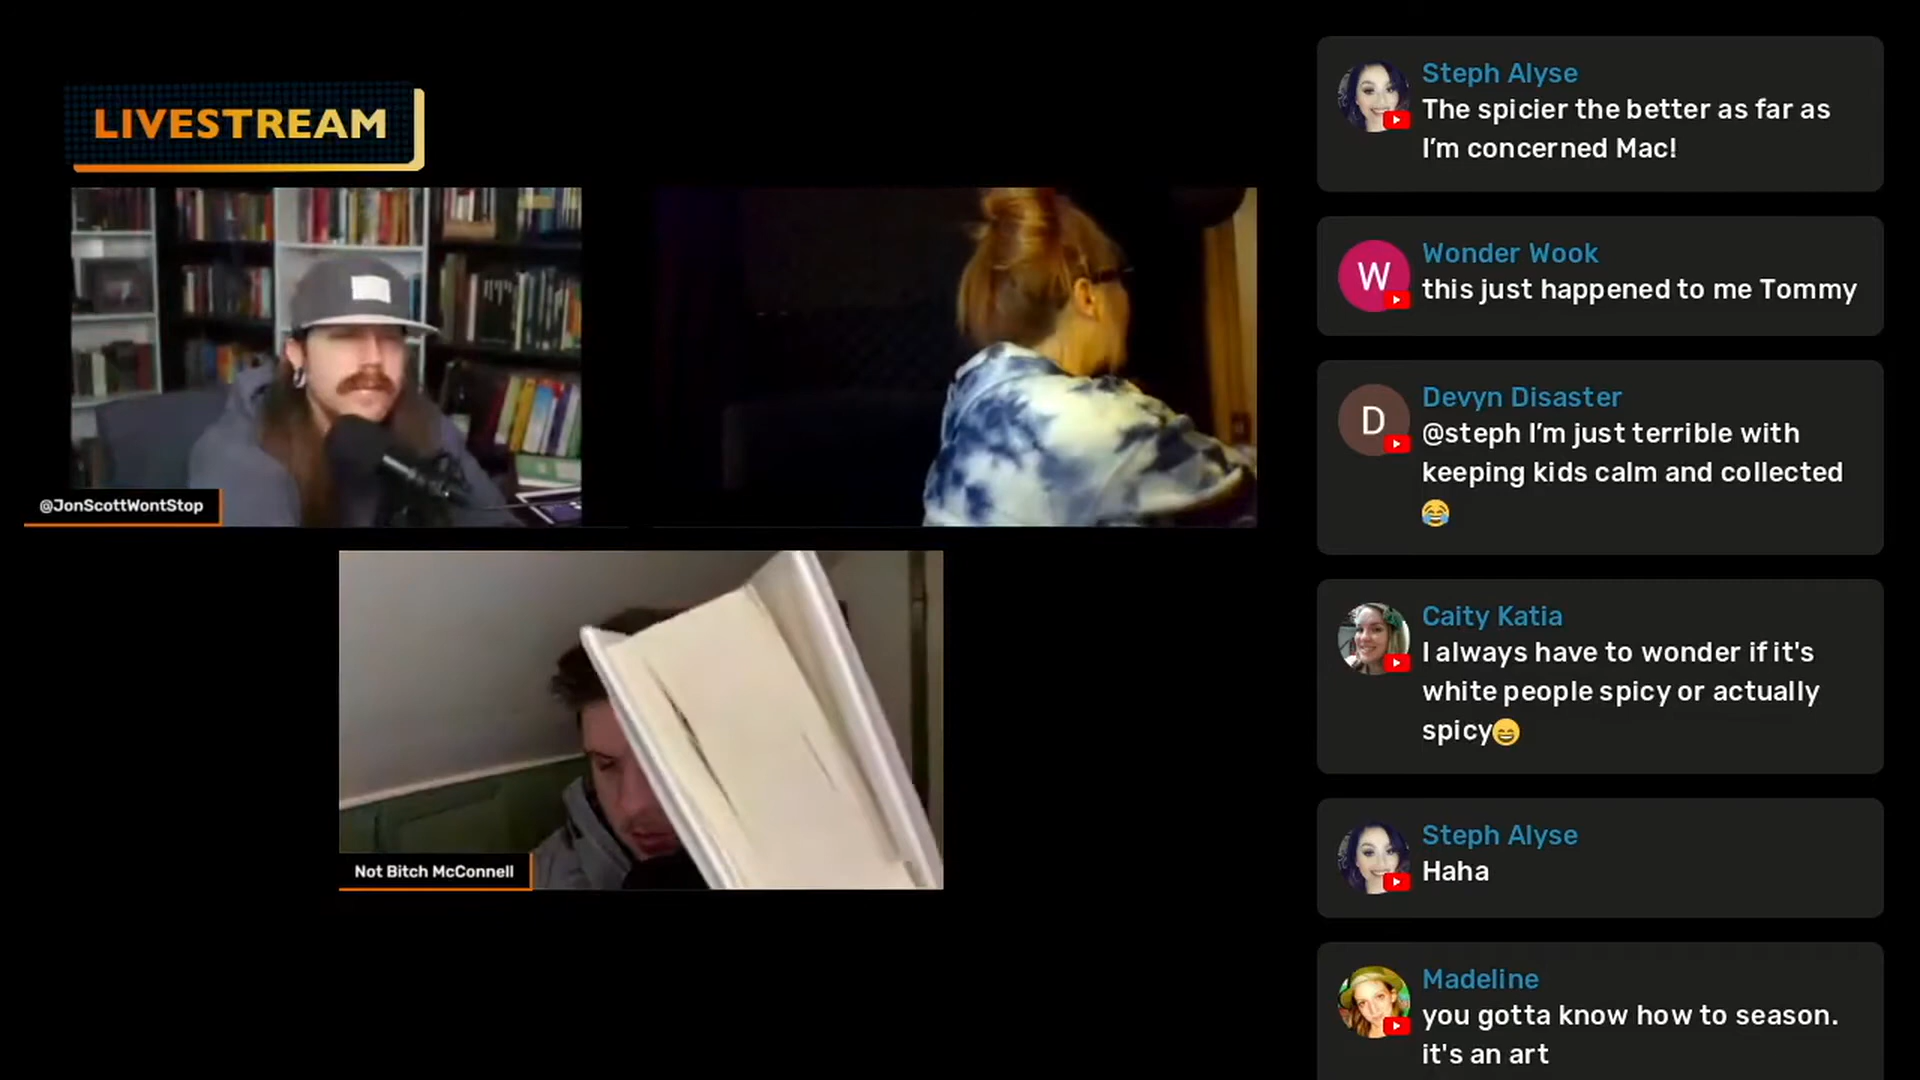 LIVESTREAM
@JonScottWontStop
Not Bitch McConnell
Steph Alyse
The spicier the better as far as
I’m concerned Mac!
W
Wonder Wook
this just happened to me Tommy
D
Devyn Disaster
@steph I’m just terrible with
keeping kids calm and collected
😂
Caity Katia
I always have to wonder if it's
white people spicy or actually
spicy😄
Steph Alyse
Haha
Madeline
you gotta know how to season.
it's an art